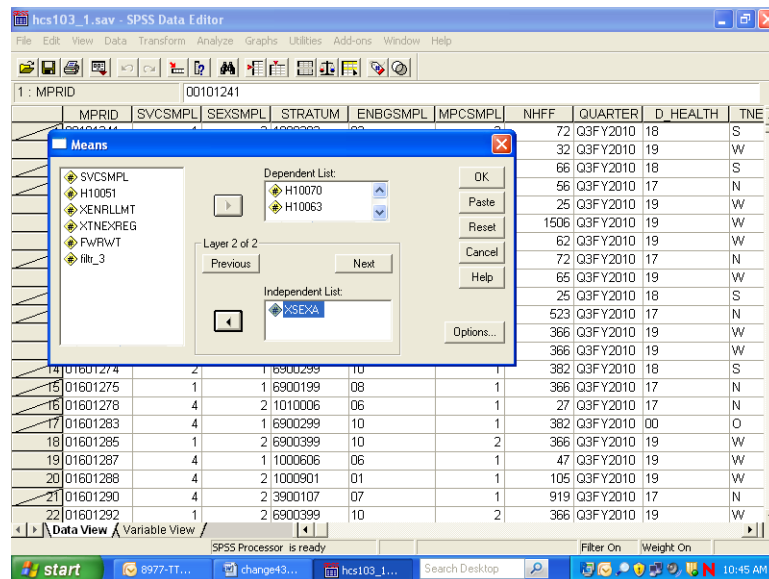 hcs103_1.sav - SPSS Data Editor
File Edit View Data Transform Analyze Graphs Utilities Add-ons Window Help
1 : MPRID 00101241
MPRID SVCSMPL SEXSMPL STRATUM ENBGSMPL MPCSMPL NHFF QUARTER D_HEALTH TNE
72 Q3FY2010 18 S
Means
32 Q3FY2010 19 W
66 Q3FY2010 18 S
56 Q3FY2010 17 N
25 Q3FY2010 19 W
1506 Q3FY2010 19 W
62 Q3FY2010 19 W
72 Q3FY2010 17 N
65 Q3FY2010 19 W
25 Q3FY2010 18 S
523 Q3FY2010 17 N
366 Q3FY2010 19 W
366 Q3FY2010 19 W
SVCSMPL
H10051
XENRLLMT
XTNEXREG
FWRWT
filtr_3
Dependent List:
H10070
H10063
Layer 2 of 2
Previous Next
Independent List:
XSEXA
OK
Paste
Reset
Cancel
Help
Options...
14 01601274 2 1 6900299 10 1 382 Q3FY2010 18 S
15 01601275 1 1 6900199 08 1 366 Q3FY2010 17 N
16 01601278 4 2 1010006 06 1 27 Q3FY2010 17 N
17 01601283 4 1 6900299 10 1 382 Q3FY2010 00 O
18 01601285 1 2 6900399 10 2 366 Q3FY2010 19 W
19 01601287 4 1 1000606 06 1 47 Q3FY2010 19 W
20 01601288 4 2 1000901 01 1 105 Q3FY2010 19 W
21 01601290 4 2 3900107 07 1 919 Q3FY2010 17 N
22 01601292 1 2 6900399 10 2 366 Q3FY2010 19 W
Data View Variable View
SPSS Processor is ready Filter On Weight On
start 8977-TT... change43... hcs103_1... Search Desktop N 10:45 AM